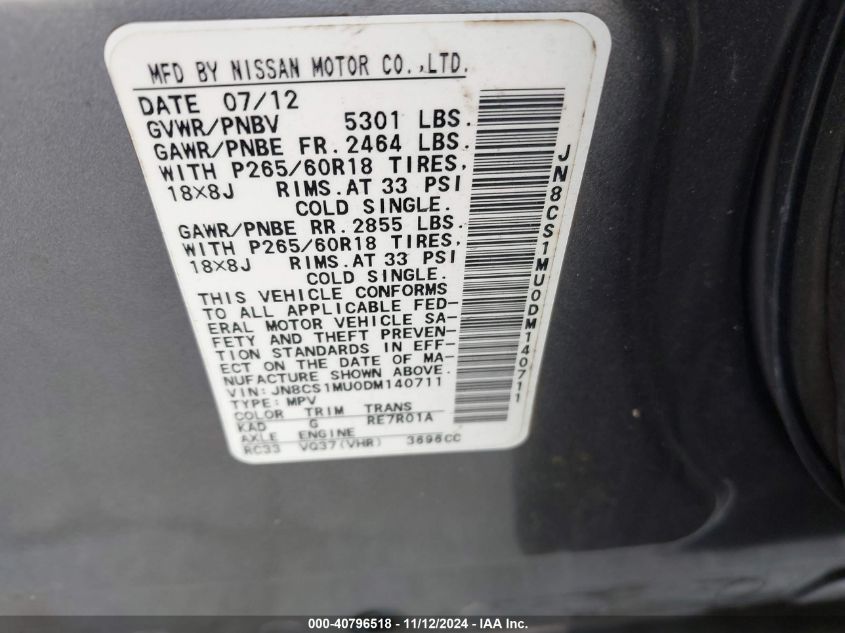 MFD BY NISSAN MOTOR CO.,LTD.
DATE 07/12
GVWR/PNBV 5301 LBS.
GAWR/PNBE FR. 2464 LBS.
WITH P265/60R18 TIRES,
18X8J RIMS.AT 33 PSI
COLD SINGLE.
GAWR/PNBE RR. 2855 LBS.
WITH P265/60R18 TIRES,
18X8J RIMS.AT 33 PSI
COLD SINGLE.
THIS VEHICLE CONFORMS
TO ALL APPLICABLE FED-
ERAL MOTOR VEHICLE SA-
FETY AND THEFT PREVEN-
TION STANDARDS IN EFF-
ECT ON THE DATE OF MA-
NUFACTURE SHOWN ABOVE.
VIN: JN8CS1MU0DM140711
TYPE: MPV
COLOR TRIM TRANS
KAD G RE7R01A
AXLE ENGINE
RC33 VQ37(VHR) 3696CC
JN8CS1MU0DM140711
000-40796518 - 11/12/2024 - IAA Inc.